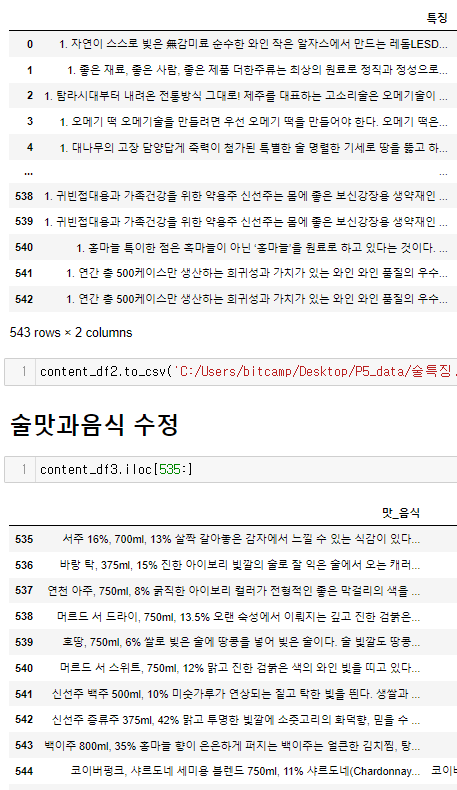 특징
0 1. 자연이 스스로 빚은 無감미료 순수한 와인 작은 알자스에서 만드는 레돔LESD...
1 1. 좋은 재료, 좋은 사람, 좋은 제품 더한주류는 최상의 원료로 정직과 정성으로...
2 1. 탐라시대부터 내려온 전통방식 그대로! 제주를 대표하는 고소리술은 오메기술이 ...
3 1. 오메기 떡 오메기술을 만들려면 우선 오메기 떡을 만들어야 한다. 오메기 떡은...
4 1. 대나무의 고장 담양답게 죽력이 첨가된 특별한 술 명렬한 기세로 땅을 뚫고 하...
... ...
538 1. 귀빈접대용과 가족건강을 위한 약용주 신선주는 몸에 좋은 보신강장용 생약재인 ...
539 1. 귀빈접대용과 가족건강을 위한 약용주 신선주는 몸에 좋은 보신강장용 생약재인 ...
540 1. 홍마늘 특이한 점은 흑마늘이 아닌 '홍마늘'을 원료로 하고 있다는 것이다. ...
541 1. 연간 총 500케이스만 생산하는 희귀성과 가치가 있는 와인 와인 품질의 우수...
542 1. 연간 총 500케이스만 생산하는 희귀성과 가치가 있는 와인 와인 품질의 우수...
543 rows × 2 columns
1 content_df2.to_csv('C:/Users/bitcamp/Desktop/P5_data/술특징.
술맛과음식 수정
1 content_df3.iloc[535:]
맛_음식
535 서주 16%, 700ml, 13% 살짝 갈아놓은 감자에서 느낄 수 있는 식감이 있다...
536 바랑 탁, 375ml, 15% 진한 아이보리 빛깔의 술로 잘 익은 술에서 오는 캐러...
537 연천 아주, 750ml, 8% 굵직한 아이보리 컬러가 전형적인 좋은 막걸리의 색을 ...
538 머르드 서 드라이, 750ml, 13.5% 오랜 숙성에서 이뤄지는 깊고 진한 검붉은...
539 호땅, 750ml, 6% 쌀로 빚은 술에 땅콩을 넣어 빚은 술이다. 술 빛깔도 땅콩...
540 머르드 서 스위트, 750ml, 12% 맑고 진한 검붉은 색의 와인 빛을 띠고 있다...
541 신선주 백주 500ml, 10% 미숫가루가 연상되는 짙고 탁한 빛을 띈다. 생쌀과 ...
542 신선주 증류주 375ml, 42% 맑고 투명한 빛깔에 소줏고리의 화덕향, 믿을 수 ...
543 백이주 800ml, 35% 홍마늘 향이 은은하게 퍼지는 백이주는 얼큰한 김치찜, 탕...
544 코이버펑크, 샤르도네 세미용 블렌드 750ml, 11% 샤르도네(Chardonnay... 코이버